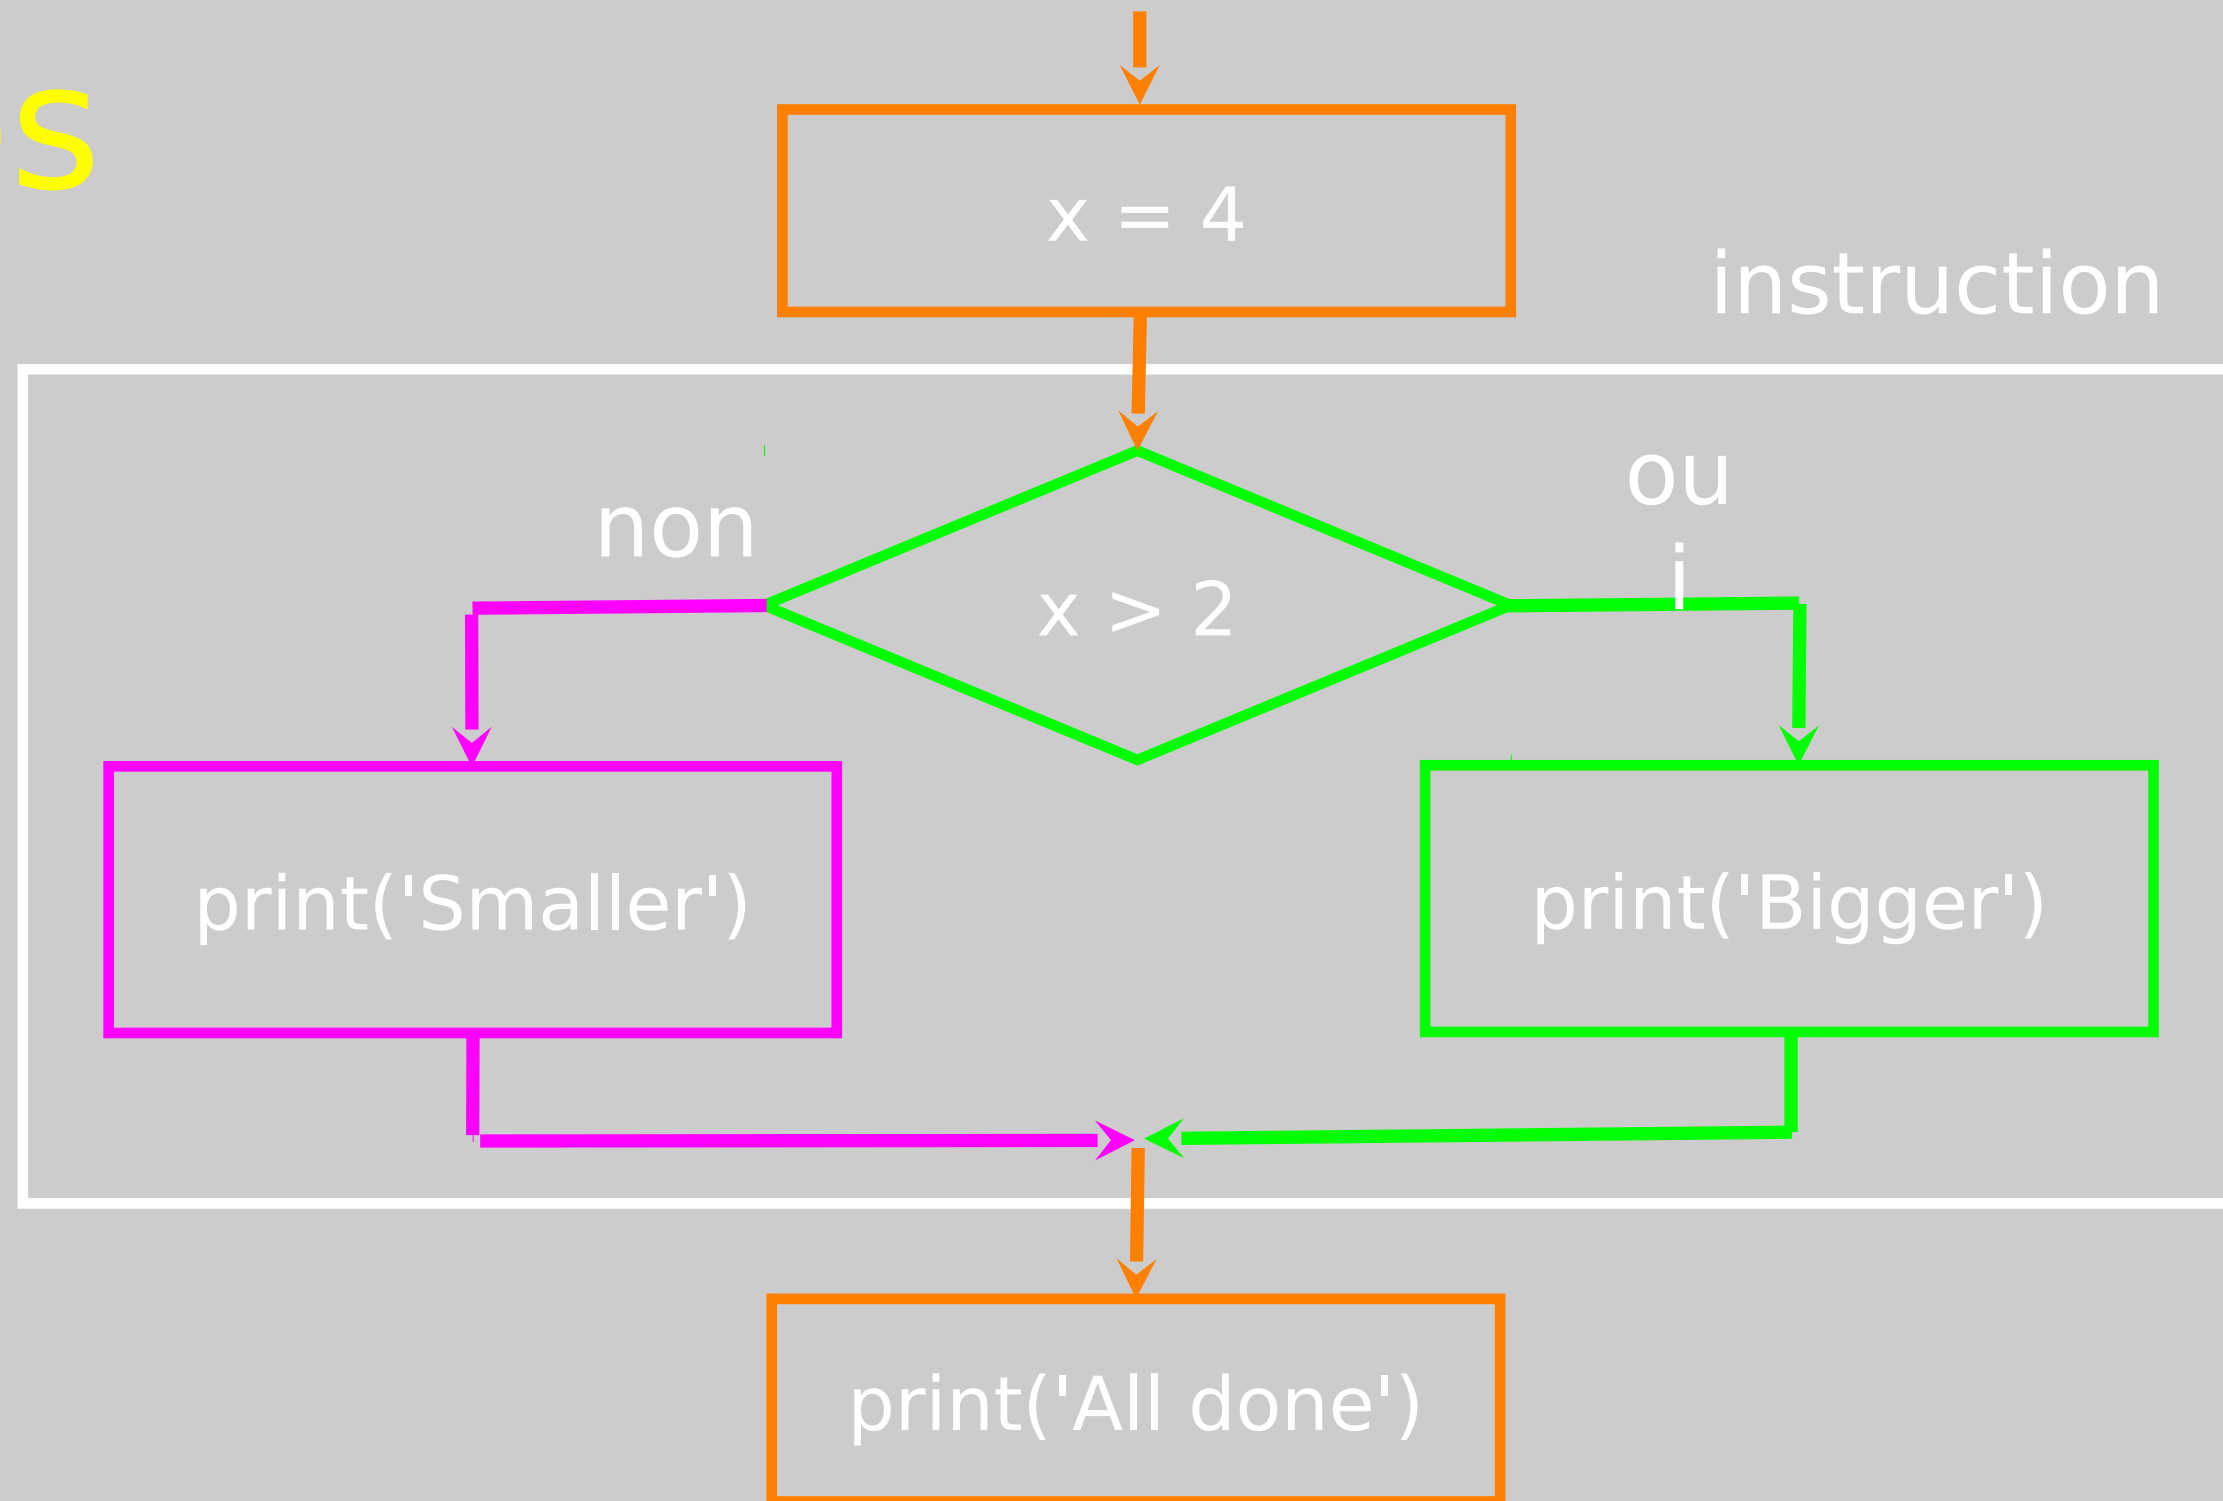 x = 4
instruction
non
ou
i
x > 2
print('Smaller')
print('Bigger')
print('All done')